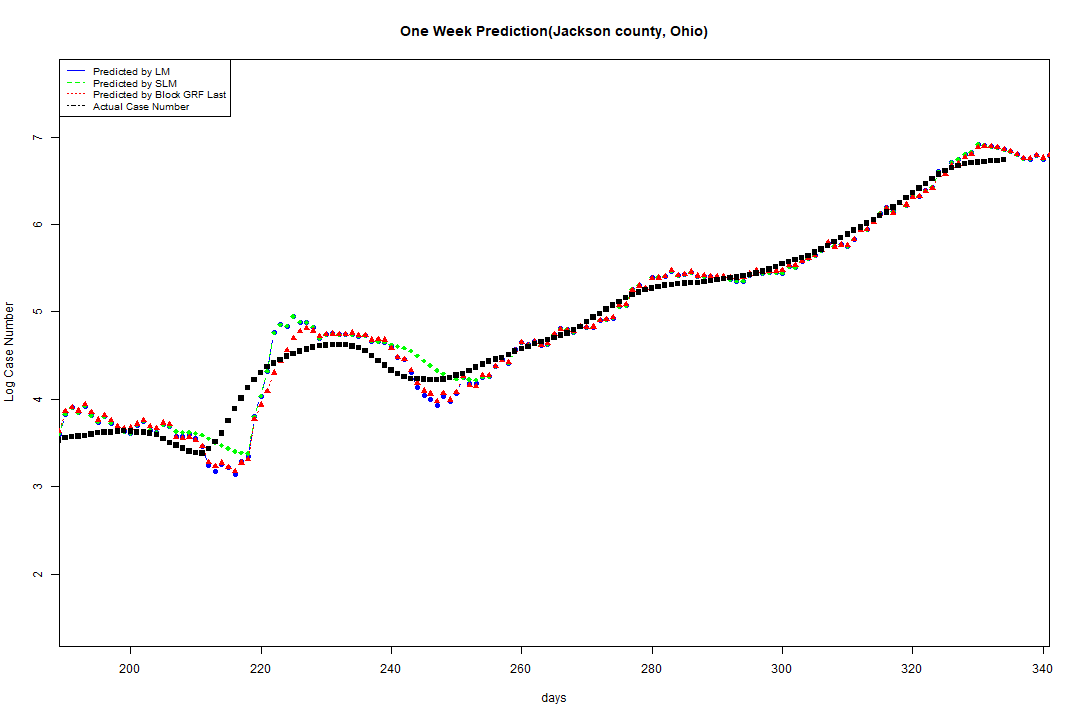 One Week Prediction(Jackson county, Ohio)
Predicted by LM
Predicted by SLM
Predicted by Block GRF Last
Actual Case Number
7
6
5
4
3
2
Log Case Number
200 220 240 260 280 300 320 340
days